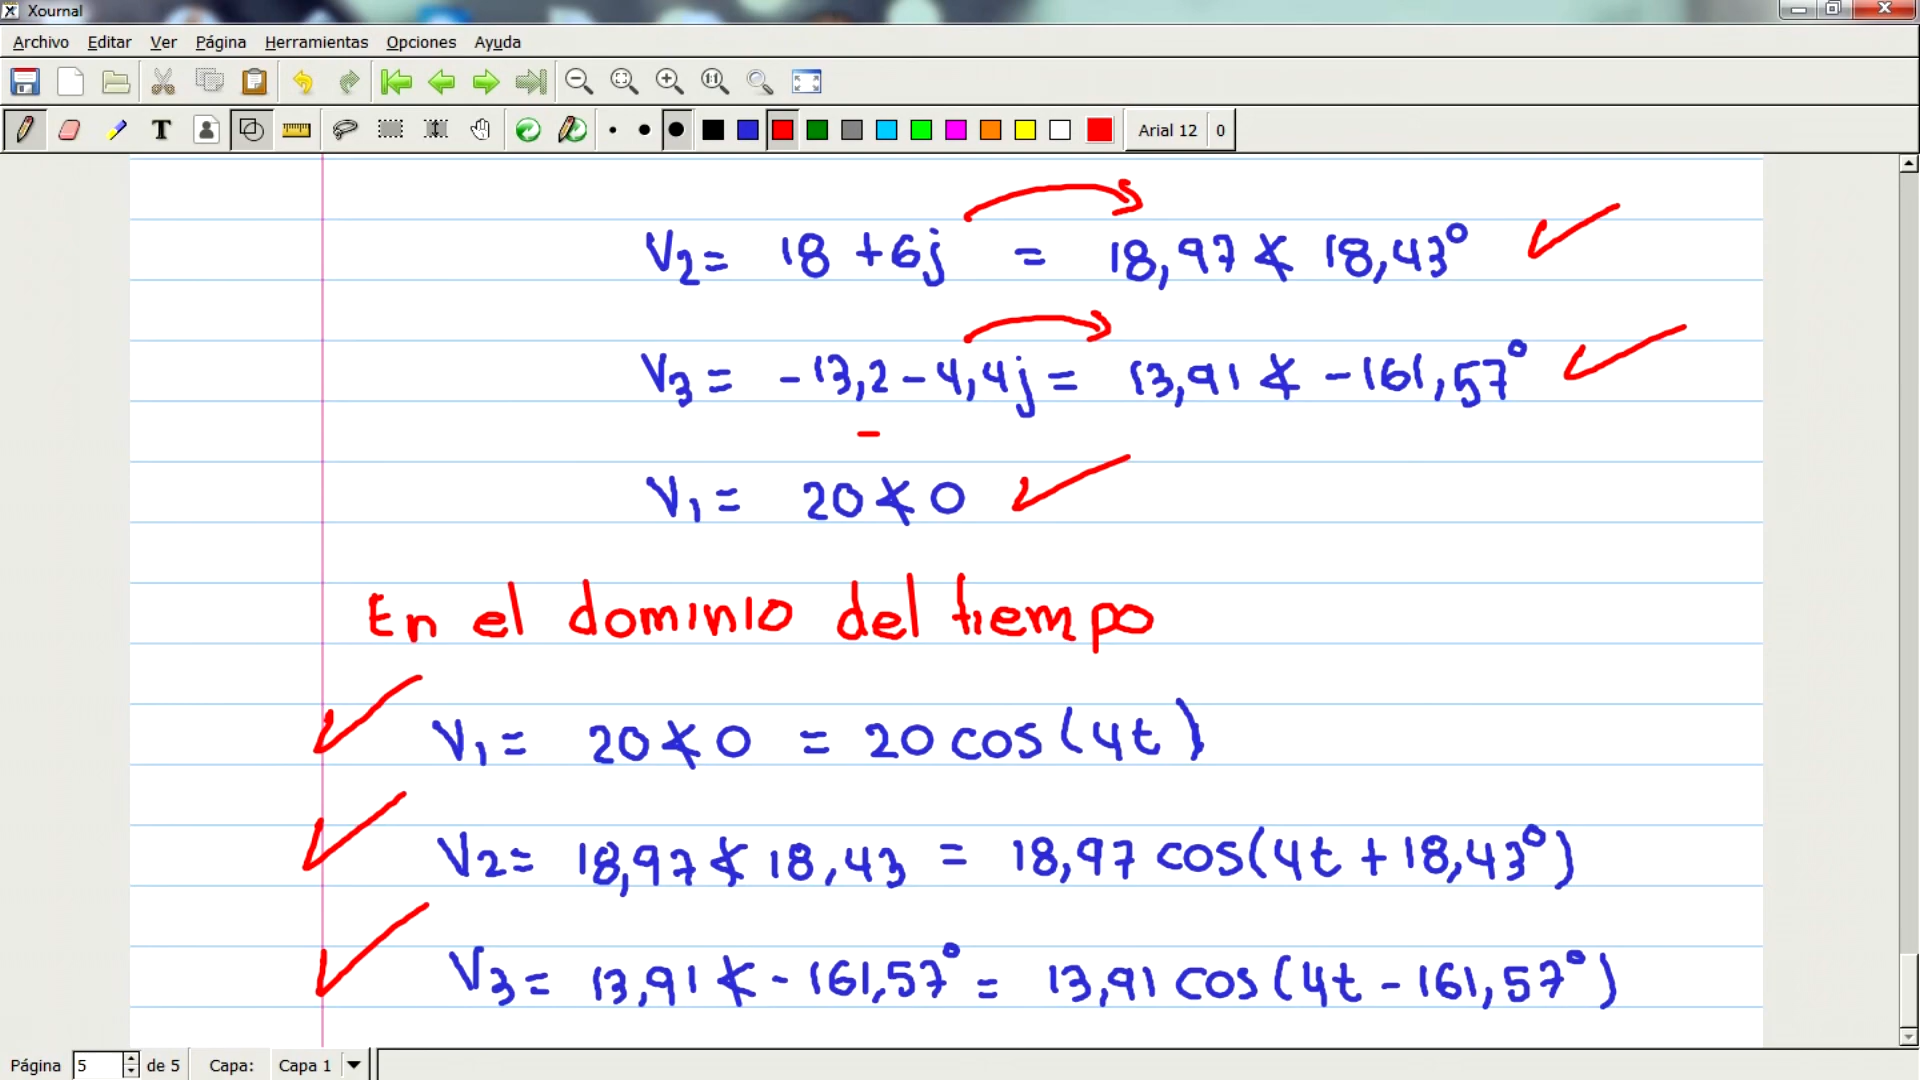 Xournal
Archivo Editar Ver Página Herramientas Opciones Ayuda
Arial 12 0
V2 = 18 + 6j = 18,97 ∡ 18,43°
V3 = -13,2 - 4,4j = 13,91 ∡ -161,57°
V1 = 20 ∡ 0
En el dominio del tiempo
V1 = 20 ∡ 0 = 20 cos(4t)
V2 = 18,97 ∡ 18,43 = 18,97 cos(4t + 18,43°)
V3 = 13,91 ∡ -161,57° = 13,91 cos(4t - 161,57°)
Página 5 de 5 Capa: Capa 1